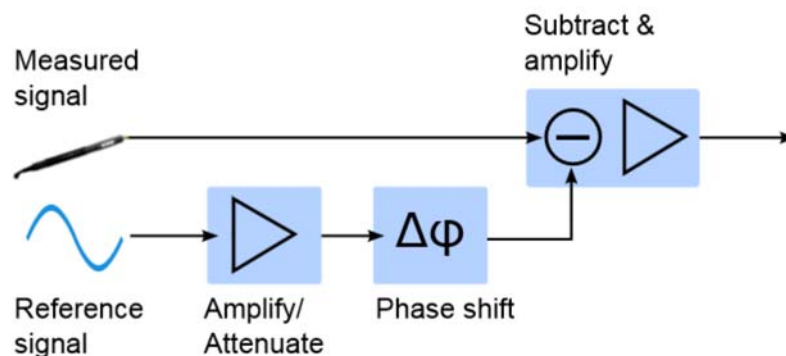 Subtract &
amplify
Measured
signal
Δφ
Reference
signal
Amplify/
Attenuate
Phase shift